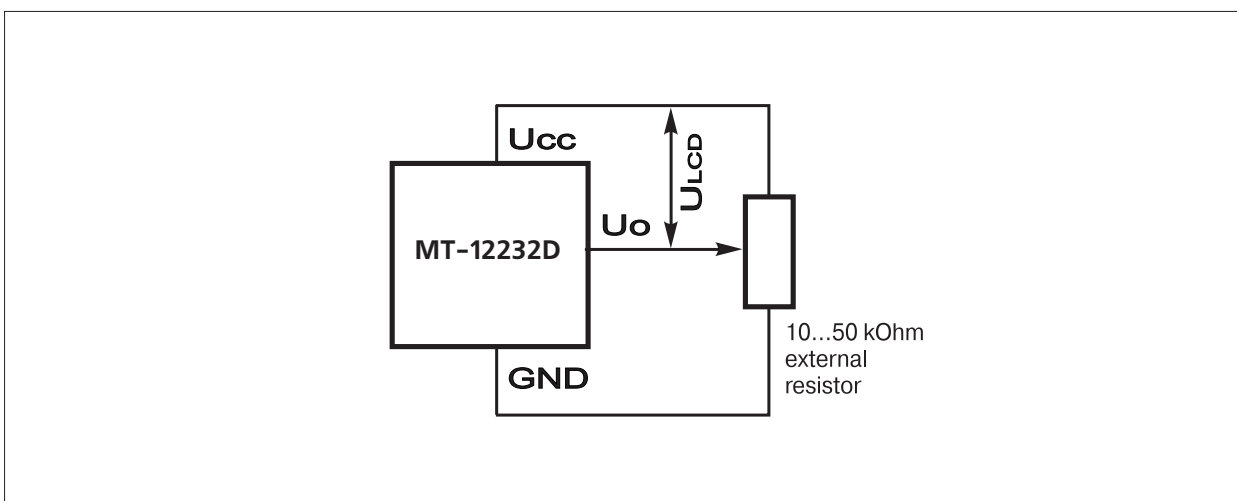 Ucc
ULCD
Uo
MT-12232D
10...50 kOhm
external
resistor
GND